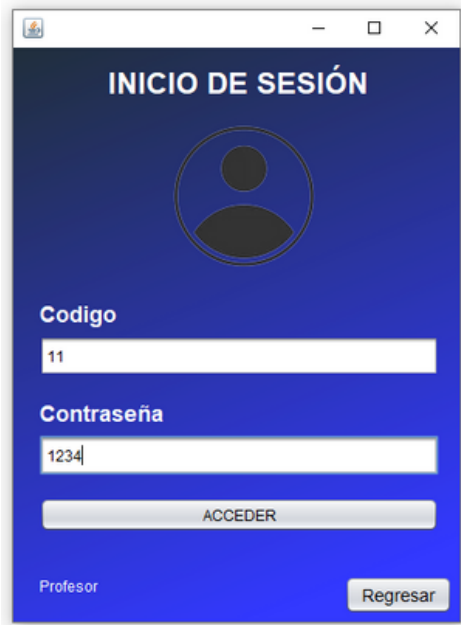 INICIO DE SESIÓN
Codigo
11
Contraseña
1234
ACCEDER
Profesor
Regresar